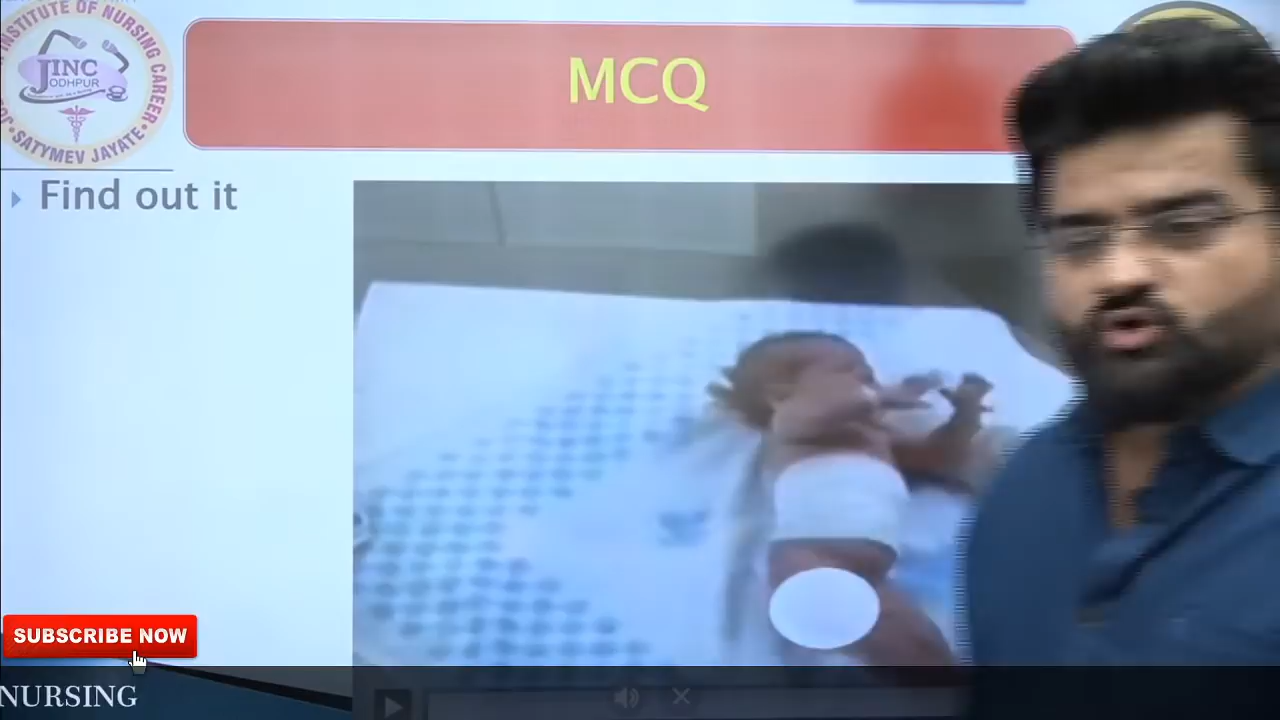 INSTITUTE OF NURSING CAREER
JINC
JODHPUR
SATYMEV JAYATE
MCQ
Find out it
SUBSCRIBE NOW
NURSING